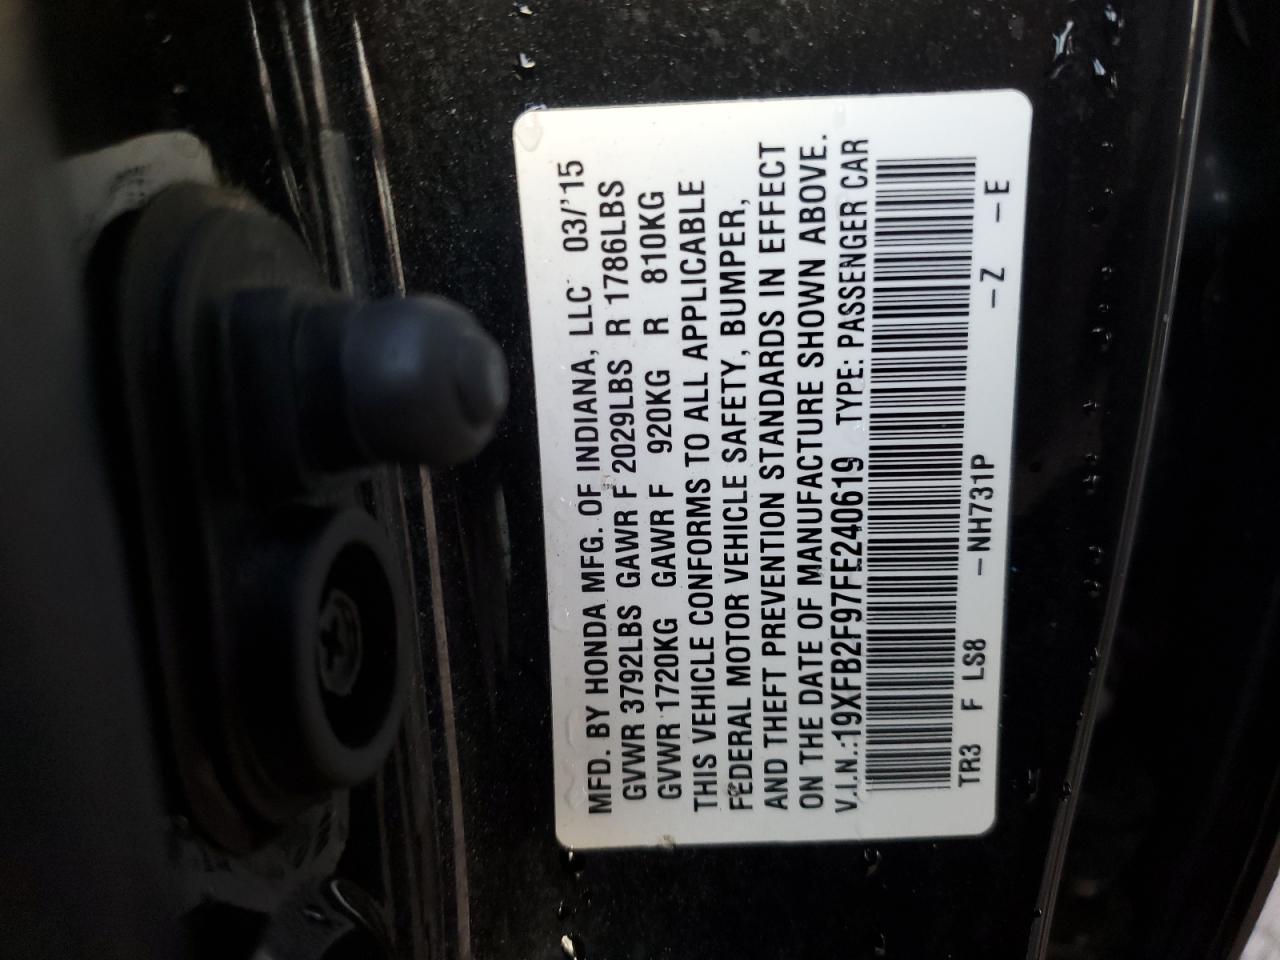 MFD. BY HONDA MFG. OF INDIANA, LLC 03/'15
GVWR 3792LBS GAWR F 2029LBS R 1786LBS
GVWR 1720KG GAWR F 920KG R 810KG
THIS VEHICLE CONFORMS TO ALL APPLICABLE
FEDERAL MOTOR VEHICLE SAFETY, BUMPER,
AND THEFT PREVENTION STANDARDS IN EFFECT
ON THE DATE OF MANUFACTURE SHOWN ABOVE.
V.I.N.:19XFB2F97FE240619 TYPE: PASSENGER CAR
TR3 F LS8 –NH731P –Z –E